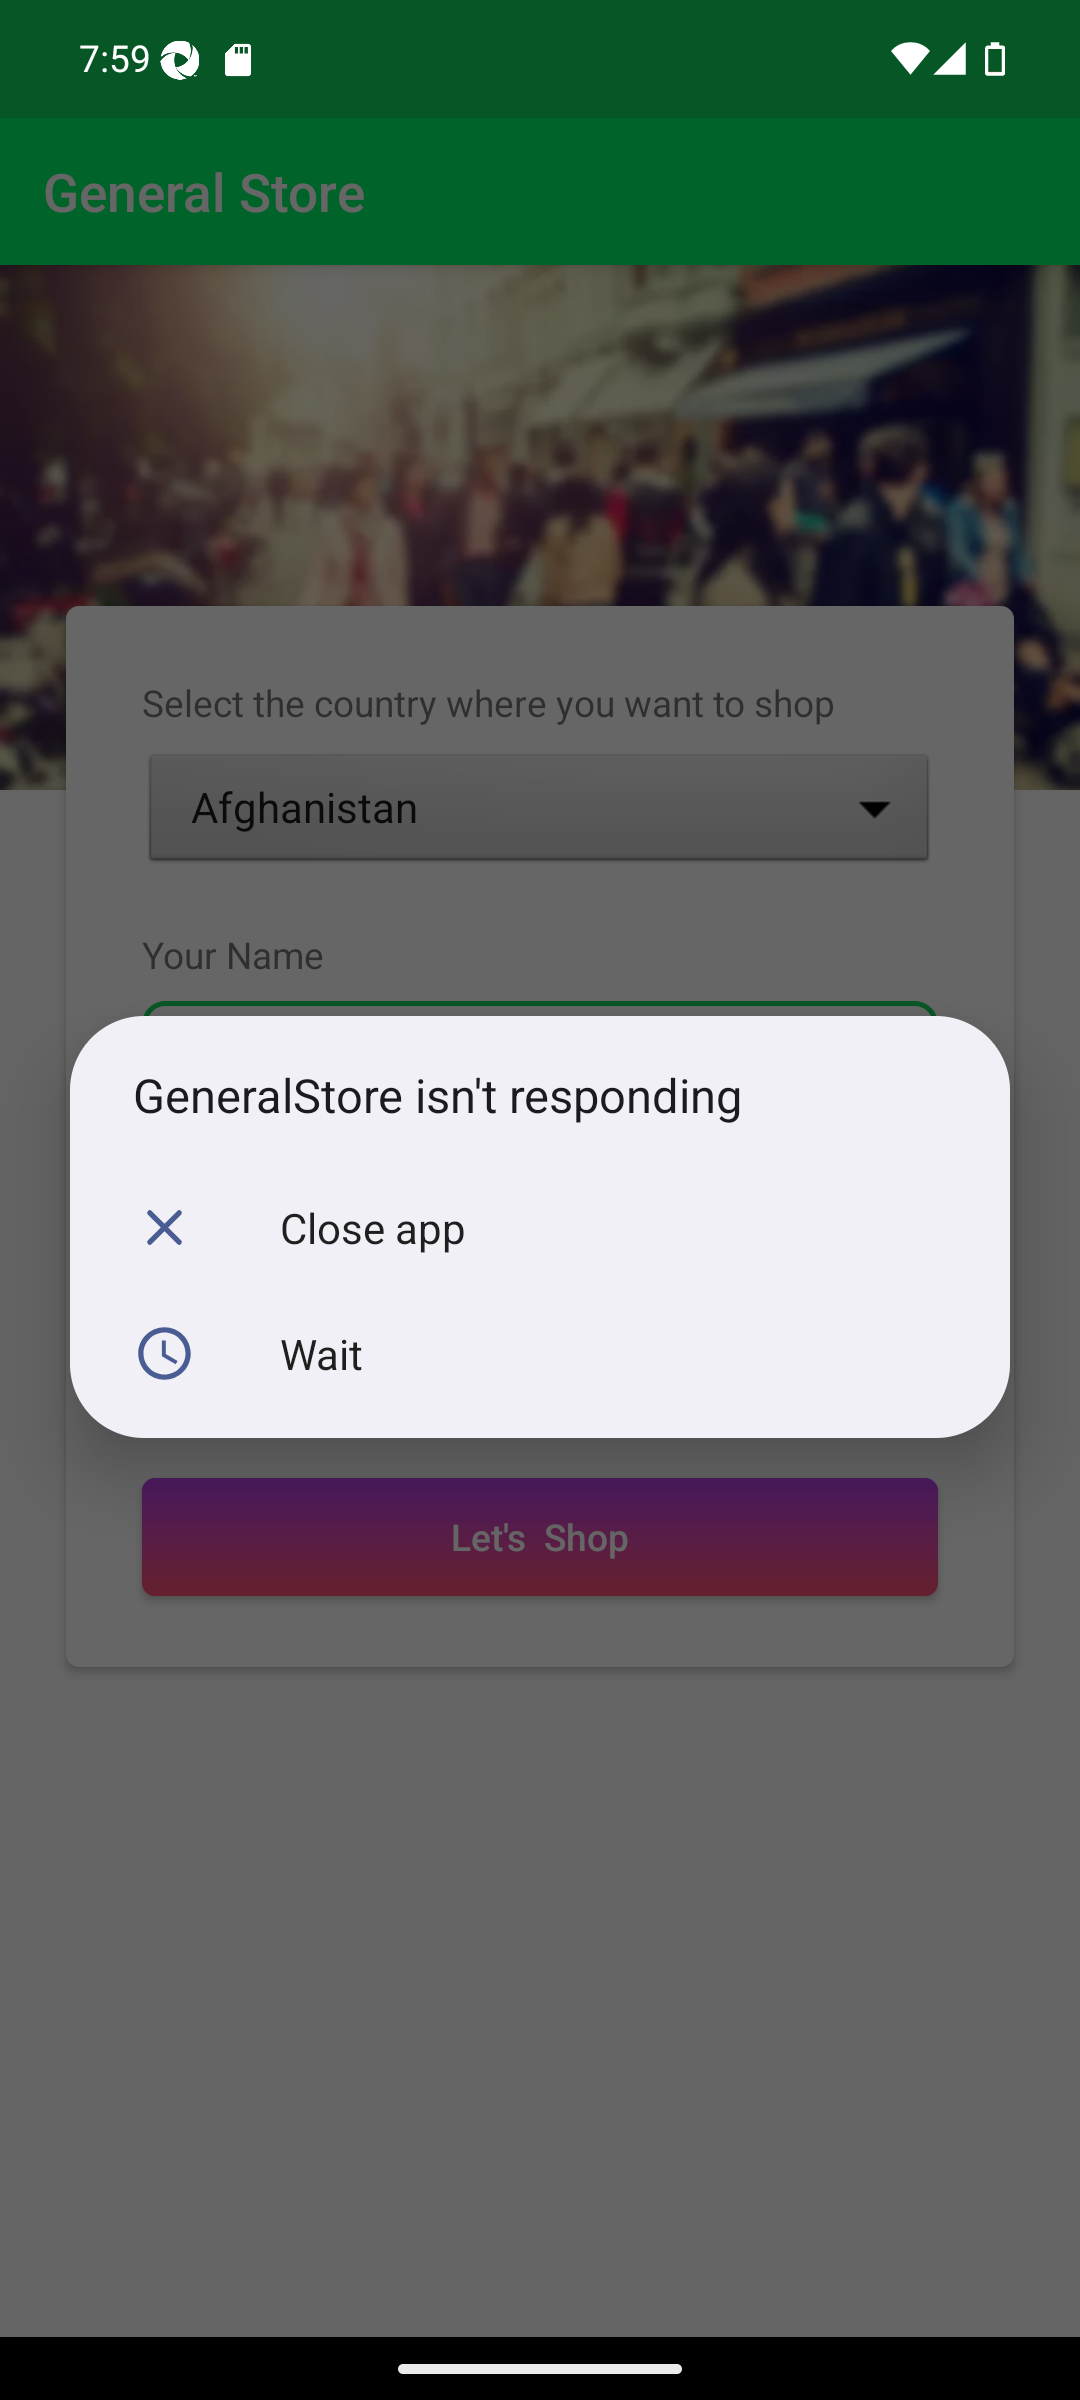 7:59
General Store
Select the country where you want to shop
Afghanistan
Your Name
GeneralStore isn't responding
Close app
Wait
Let's Shop